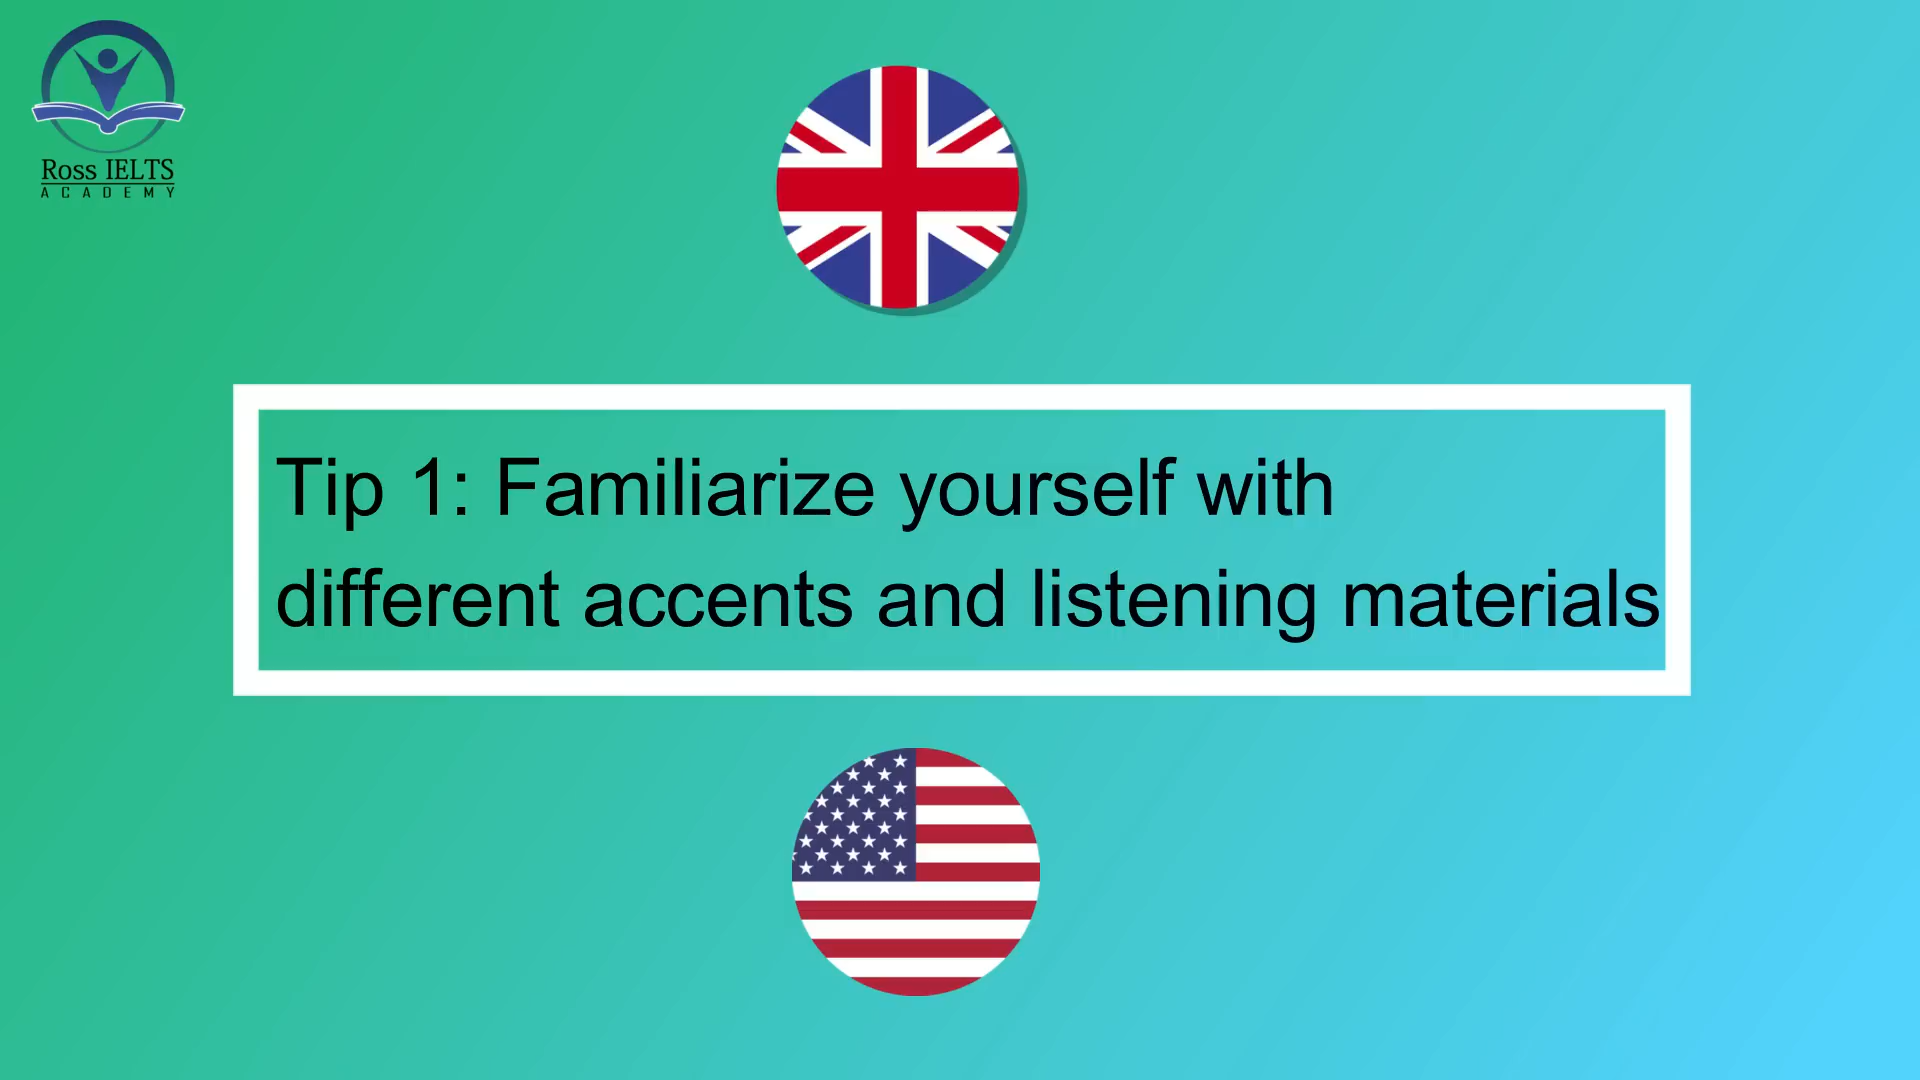 Ross IELTS
ACADEMY
Tip 1: Familiarize yourself with
different accents and listening materials